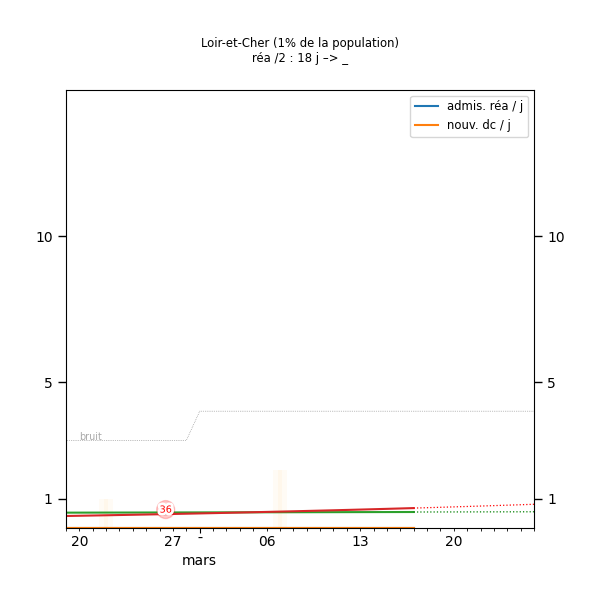 Loir-et-Cher (1% de la population)
réa /2 : 18 j –> _
admis. réa / j
nouv. dc / j
10 10
5 5
bruit
1 1
36
20 27 - 06 13 20
mars